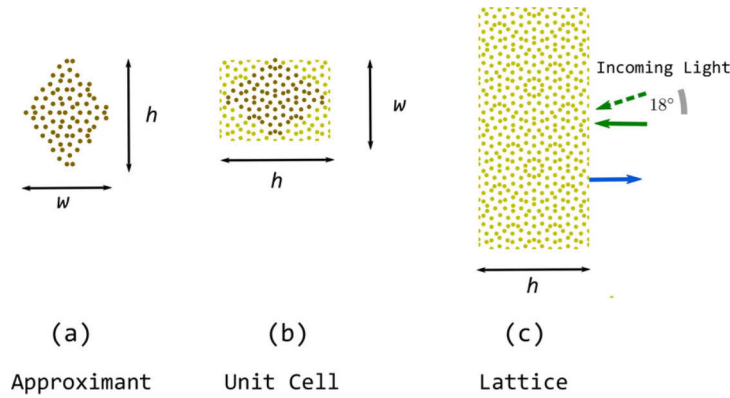 Incoming Light
18°
h
w
w
h
h
(a)
(b)
(c)
Approximant
Unit Cell
Lattice